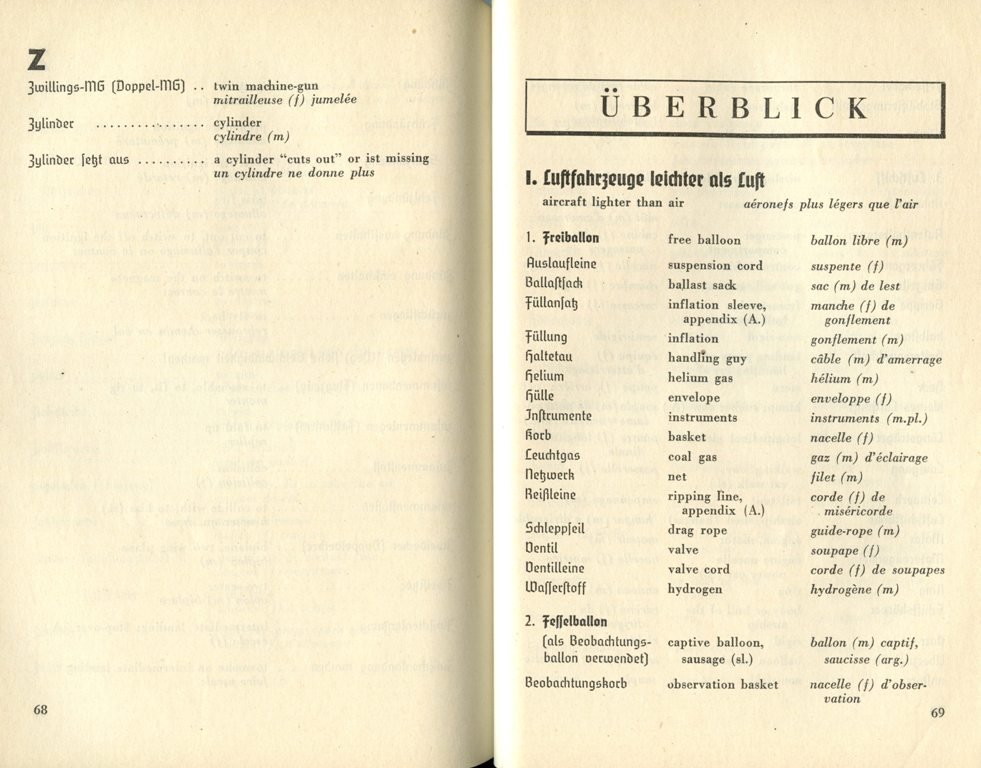 Z
Zwillings-MG (Doppel-MG) .. twin machine-gun
mitrailleuse (f) jumelée
Zylinder ................ cylinder
cylindre (m)
Zylinder setzt aus .......... a cylinder “cuts out” or ist missing
un cylindre ne donne plus
68
ÜBERBLICK
I. Luftfahrzeuge leichter als Luft
aircraft lighter than air aéronefs plus légers que l'air
1. Freiballon free balloon ballon libre (m)
Auslaufleine suspension cord suspente (f)
Ballastsack ballast sack sac (m) de lest
Füllansatz inflation sleeve, manche (f) de
appendix (A.) gonflement
Füllung inflation gonflement (m)
Haltetau handling guy câble (m) d'amerrage
Helium helium gas hélium (m)
Hülle envelope enveloppe (f)
Instrumente instruments instruments (m.pl.)
Korb basket nacelle (f)
Leuchtgas coal gas gaz (m) d'éclairage
Netzwerk net filet (m)
Reißleine ripping line, corde (f) de
appendix (A.) miséricorde
Schleppseil drag rope guide-rope (m)
Ventil valve soupape (f)
Ventilleine valve cord corde (f) de soupapes
Wasserstoff hydrogen hydrogène (m)
2. Fesselballon
(als Beobachtungs- captive balloon, ballon (m) captif,
ballon verwendet) sausage (sl.) saucisse (arg.)
Beobachtungskorb observation basket nacelle (f) d'obser-
vation
69